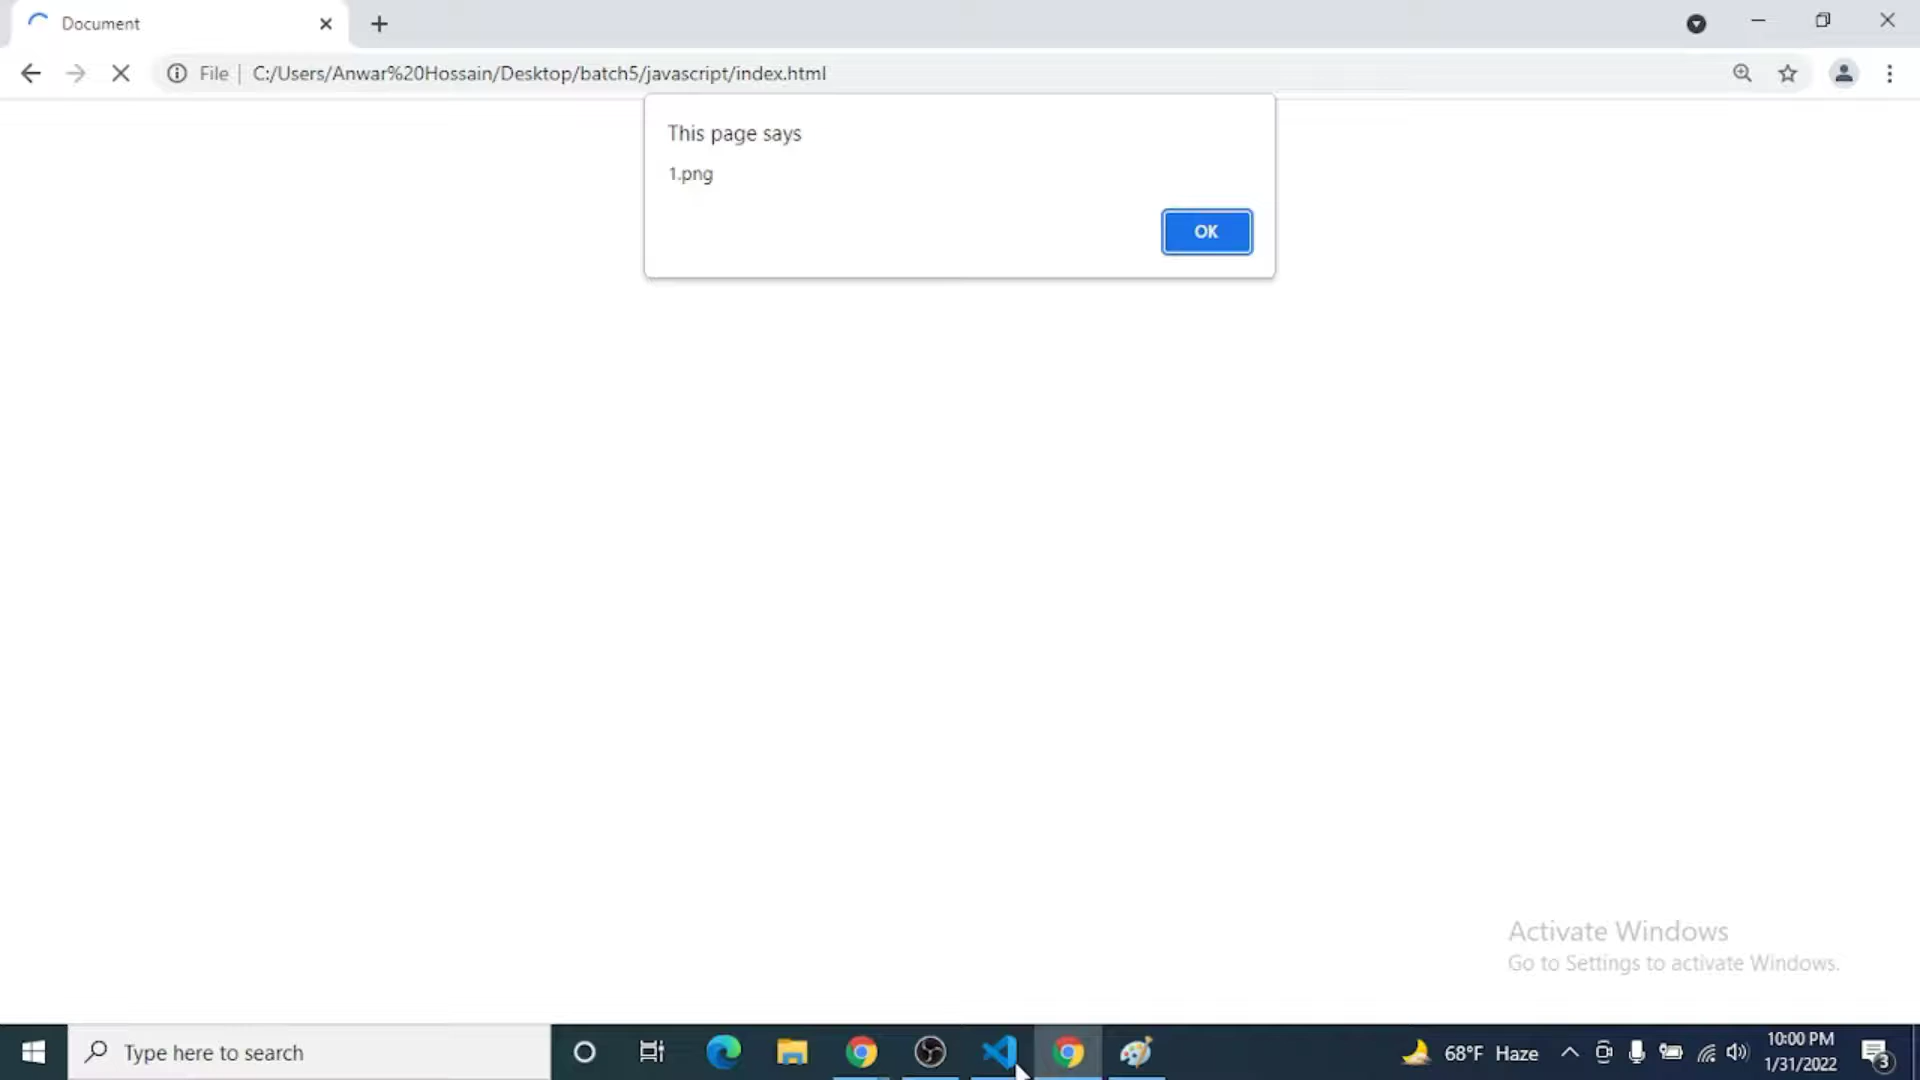 Document
File
C:/Users/Anwar%20Hossain/Desktop/batch5/javascript/index.html
This page says
1.png
OK
Activate Windows
Go to Settings to activate Windows.
Type here to search
68°F Haze
10:00 PM
1/31/2022
3